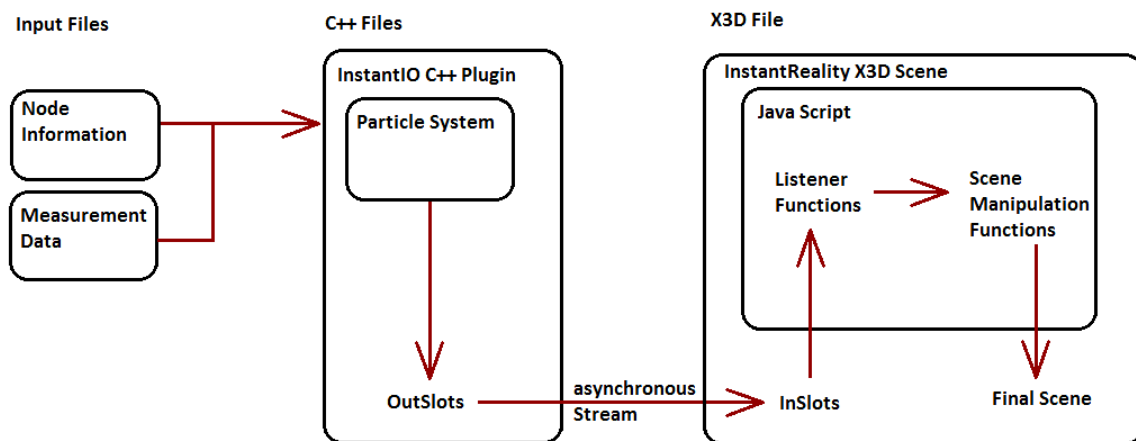 Input Files
Node
Information
Measurement
Data
C++ Files
InstantIO C++ Plugin
Particle System
OutSlots
asynchronous
Stream
X3D File
InstantReality X3D Scene
Java Script
Listener
Functions
Scene
Manipulation
Functions
InSlots
Final Scene